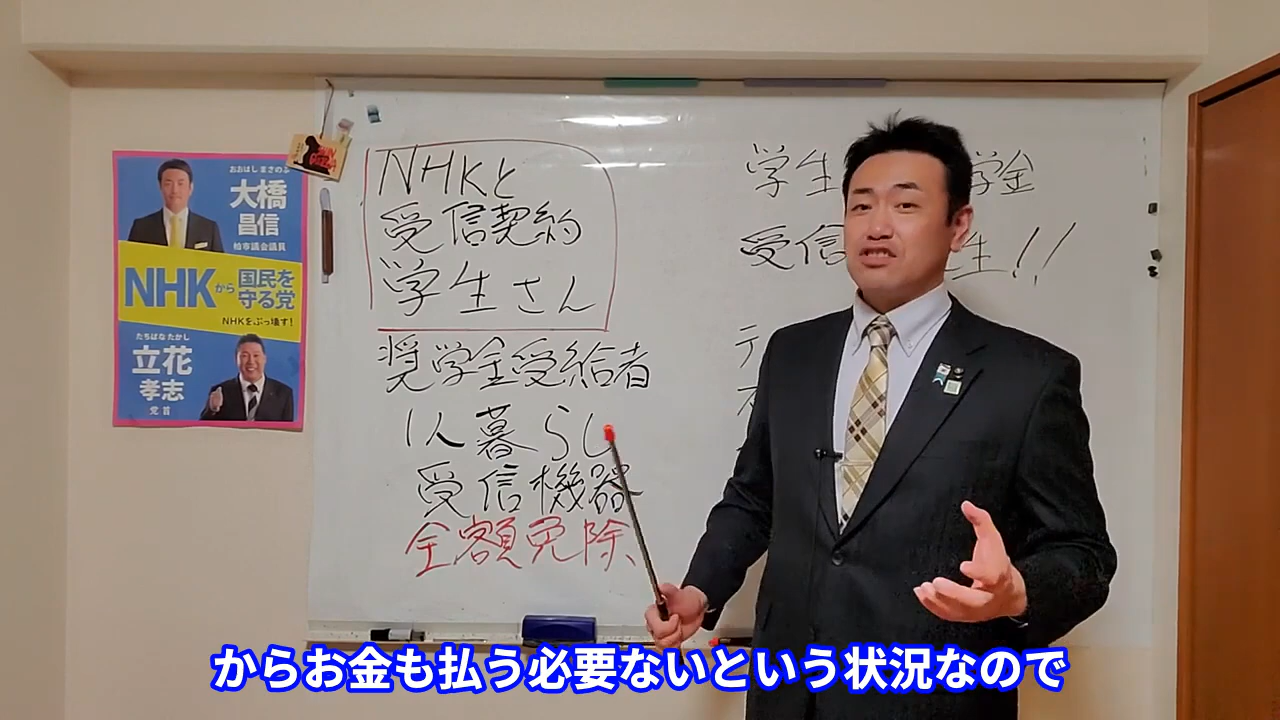 おおはしまさのぶ
大橋
昌信
柏市議会議員
NHKから国民を守る党
NHKをぶっ壊す!
たちばなたかし
立花
孝志
党首
NHKと
受信契約
学生さん
奨学金受給者
1人暮らし
受信機器
全額免除
学生 学金
受信 生!!
からお金も払う必要ないという状況なので